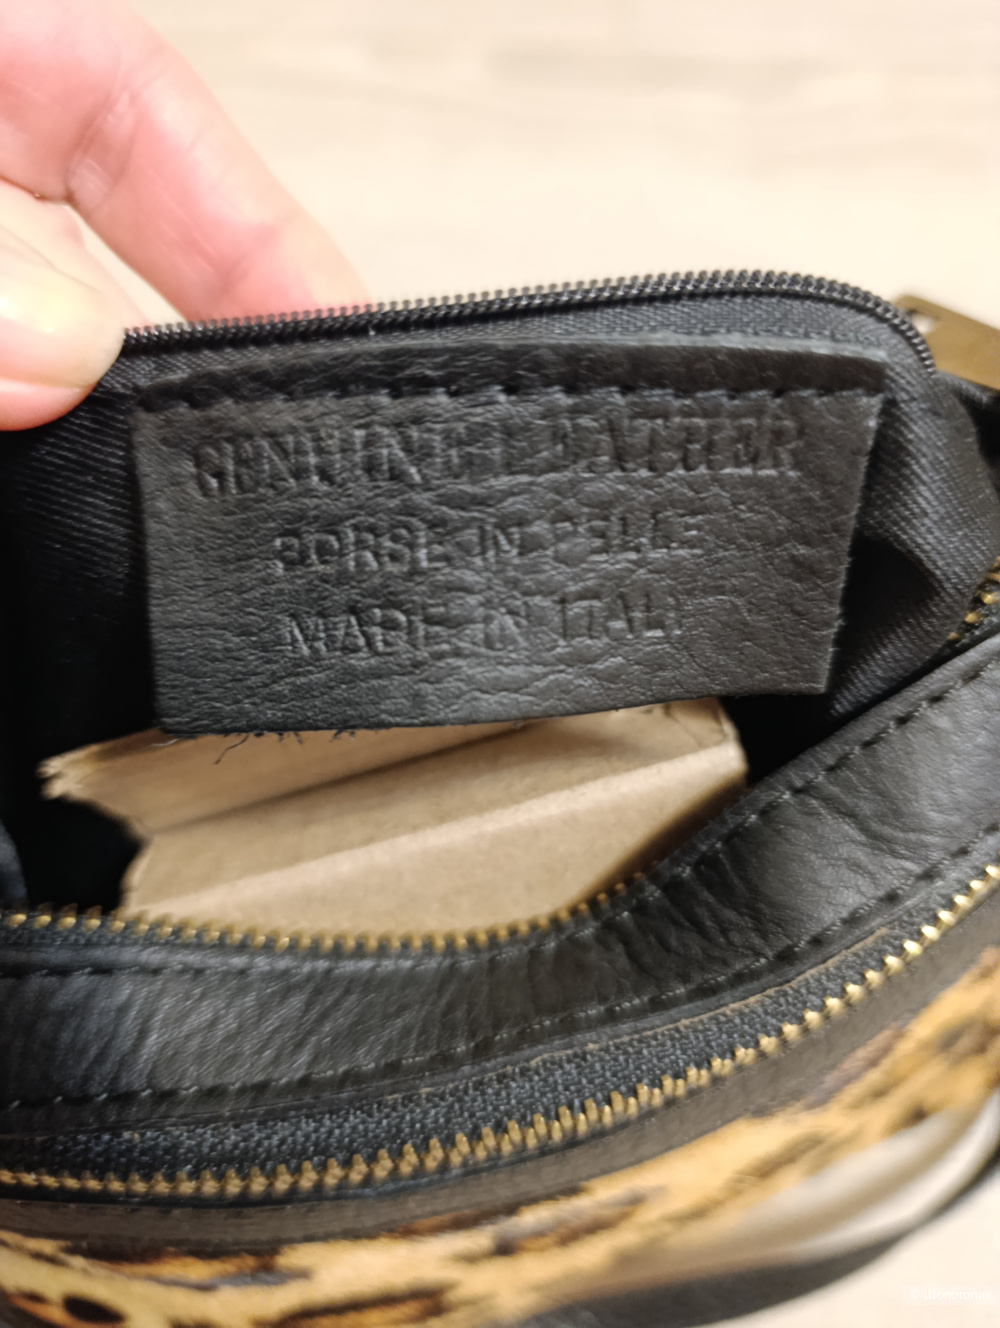 GENUINE LEATHER
BORSE IN PELLE
MADE IN ITALY